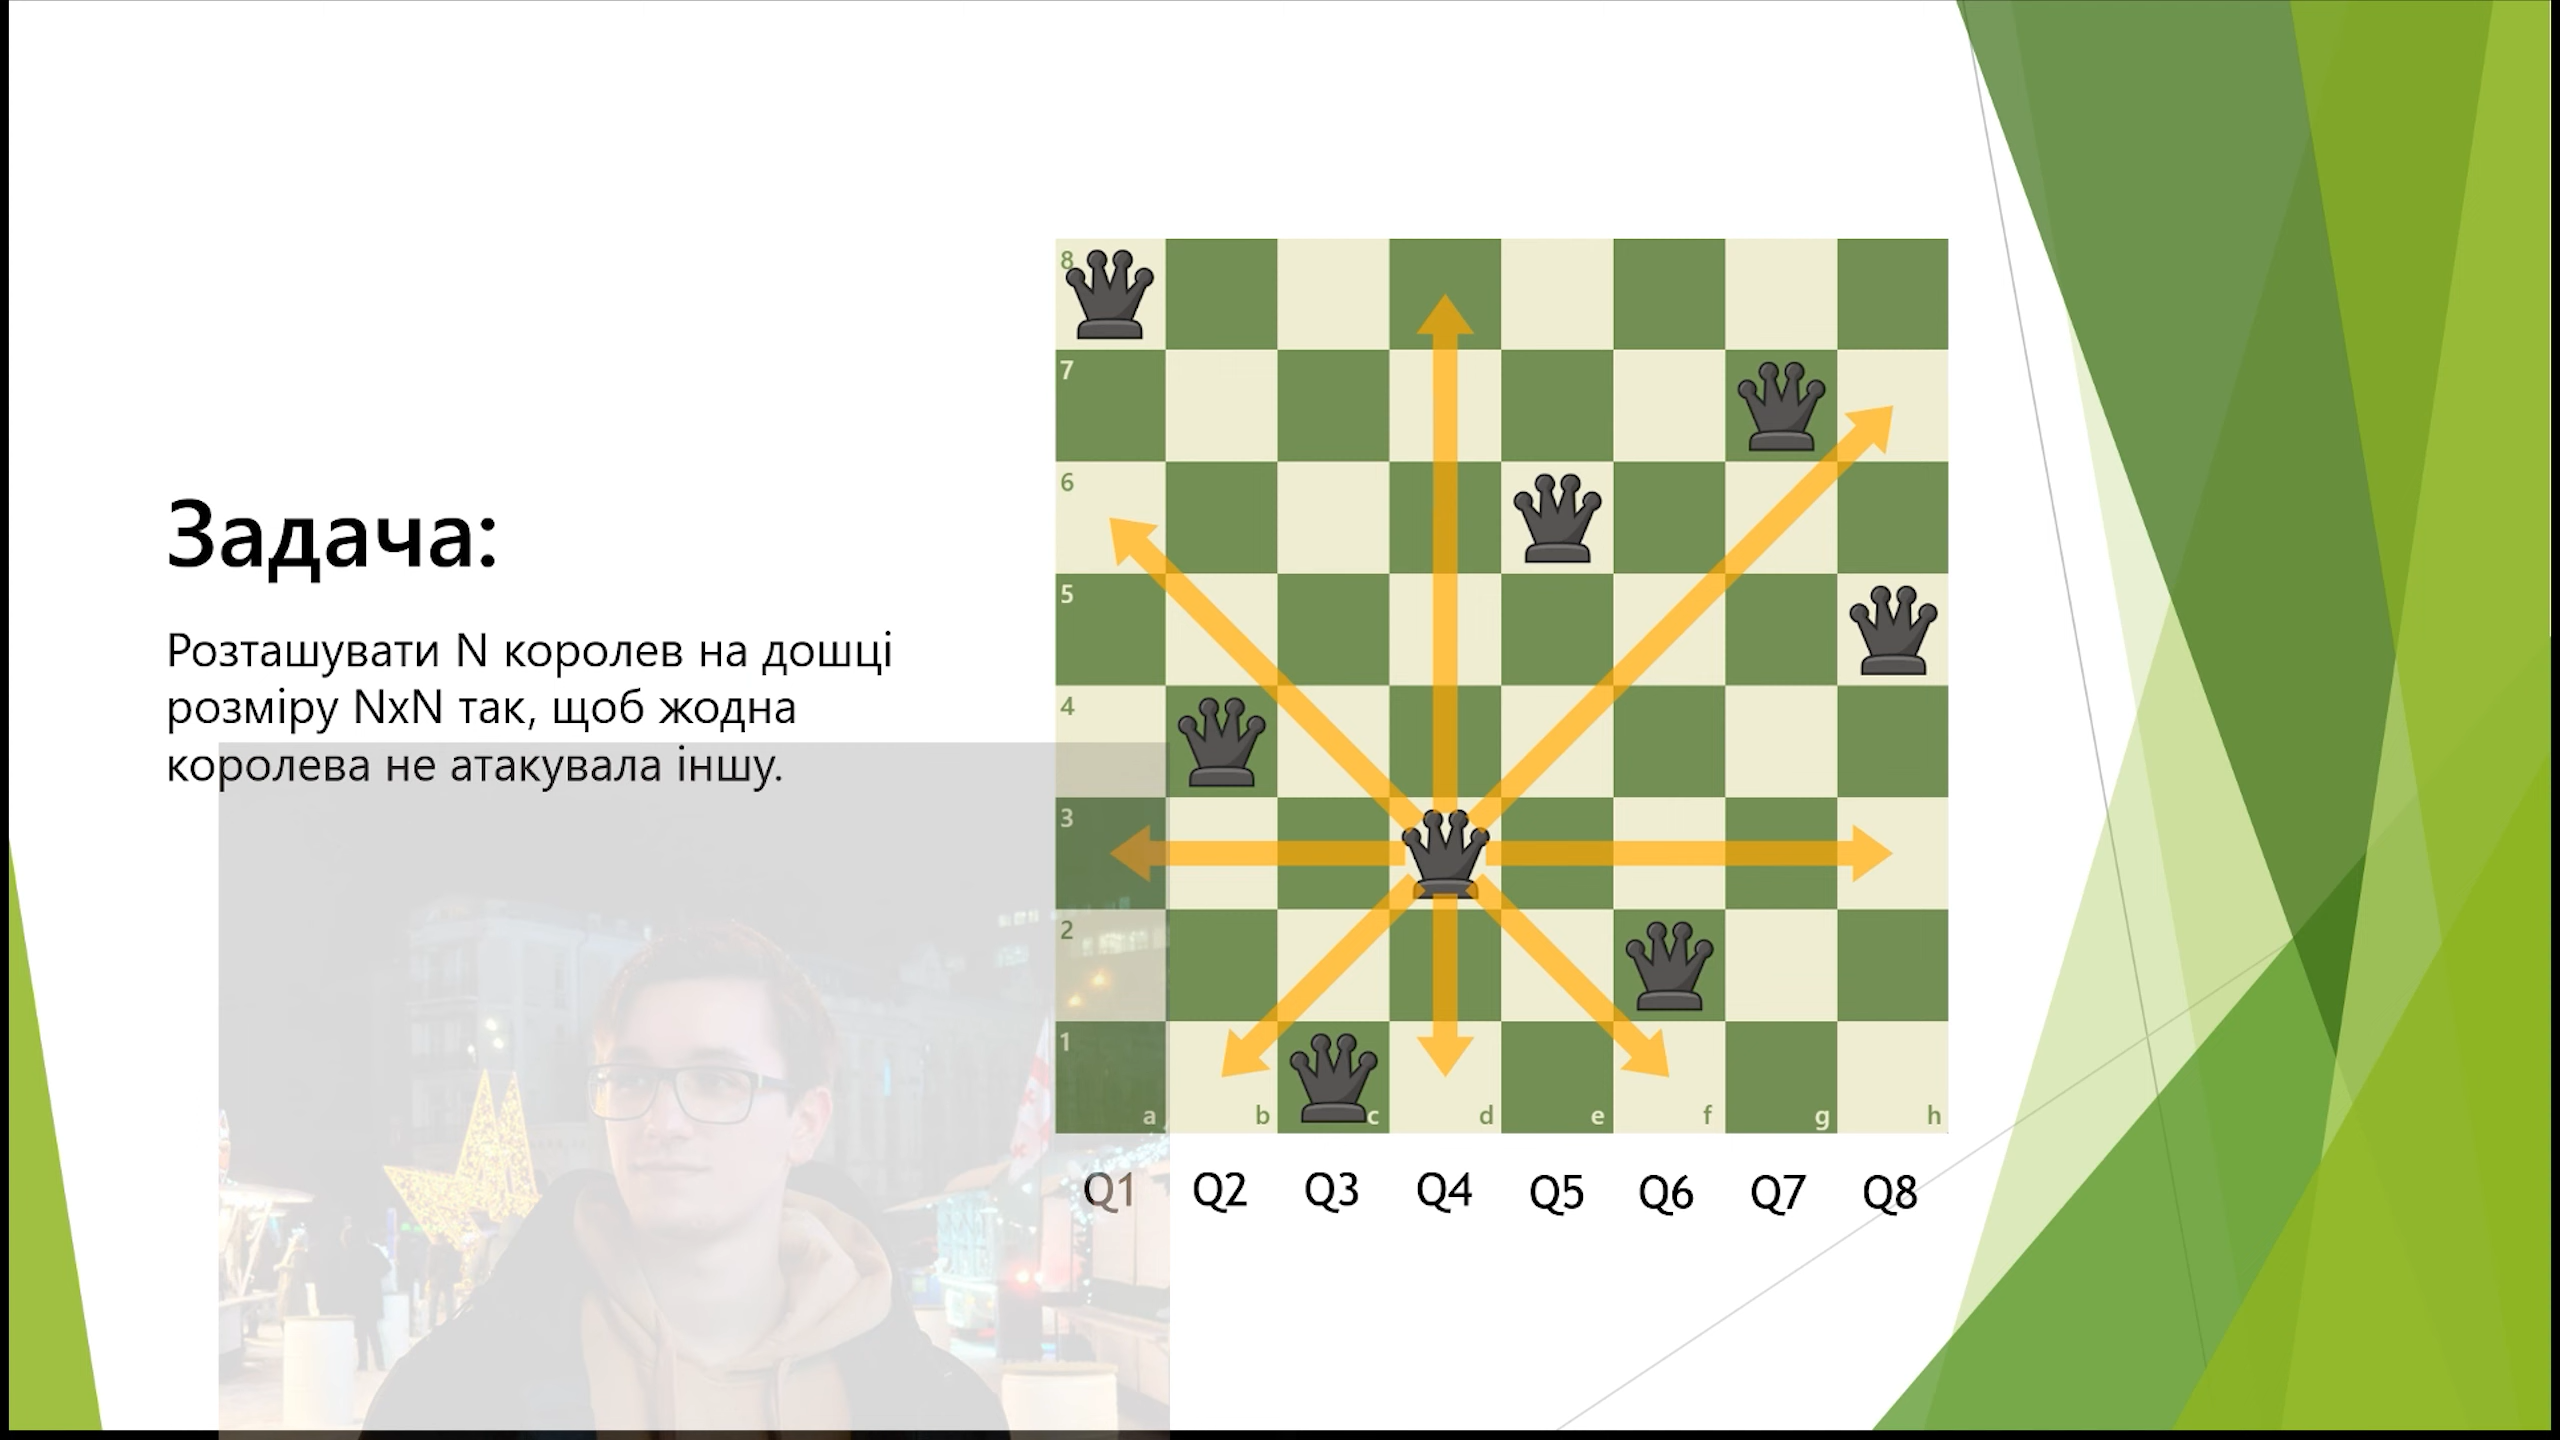 Задача:
Розташувати N королев на дошці
розміру NxN так, щоб жодна
королева не атакувала іншу.
8
7
6
5
4
3
2
1
a b c d e f g h
Q1 Q2 Q3 Q4 Q5 Q6 Q7 Q8